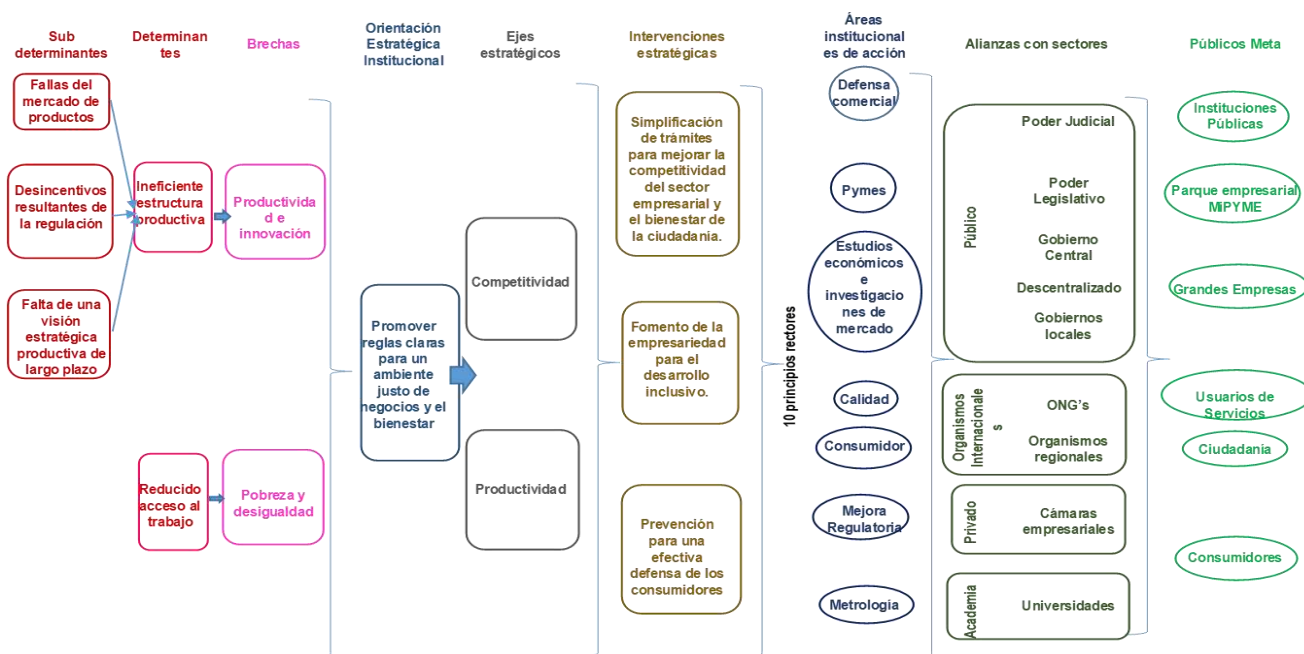 Sub
determinantes
Determinan
tes
Brechas
Orientación
Estratégica
Institucional
Ejes
estratégicos
Intervenciones
estratégicas
Áreas
institucional
es de acción
Alianzas con sectores
Públicos Meta
Fallas del
mercado de
productos
Desincentivos
resultantes de
la regulación
Falta de una
visión
estratégica
productiva de
largo plazo
Ineficiente
estructura
productiva
Reducido
acceso al
trabajo
Productivida
d e
innovación
Pobreza y
desigualdad
Promover
reglas claras
para un
ambiente
justo de
negocios y el
bienestar
Competitividad
Productividad
Simplificación
de trámites
para mejorar la
competitividad
del sector
empresarial y
el bienestar de
la ciudadanía.
Fomento de la
empresariedad
para el
desarrollo
inclusivo.
Prevención
para una
efectiva
defensa de los
consumidores
10 principios rectores
Defensa
comercial
Pymes
Estudios
económicos
e
investigacio
nes de
mercado
Calidad
Consumidor
Mejora
Regulatoria
Metrología
Público
Poder Judicial
Poder
Legislativo
Gobierno
Central
Descentralizado
Gobiernos
locales
Organismos
Internacionale
s
ONG’s
Organismos
regionales
Privado
Cámaras
empresariales
Academia
Universidades
Instituciones
Públicas
Parque empresarial
MiPYME
Grandes Empresas
Usuarios de
Servicios
Ciudadanía
Consumidores